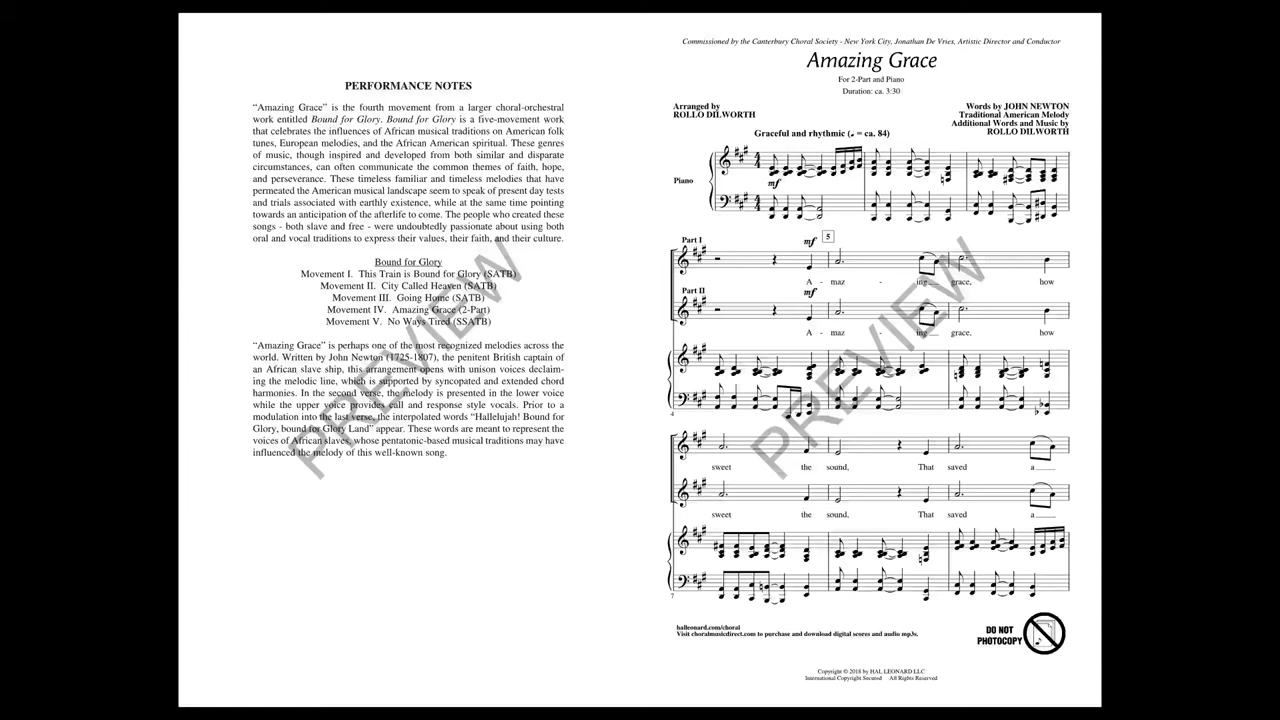 PERFORMANCE NOTES
“Amazing Grace” is the fourth movement from a larger choral-orchestral
work entitled Bound for Glory. Bound for Glory is a five-movement work
that celebrates the influences of African musical traditions on American folk
tunes, European melodies, and the African American spiritual. These genres
of music, though inspired and developed from both similar and disparate
circumstances, can often communicate the common themes of faith, hope,
and perseverance. These timeless familiar and timeless melodies that have
permeated the American musical landscape seem to speak of present day tests
and trials associated with earthly existence, while at the same time pointing
towards an anticipation of the afterlife to come. The people who created these
songs - both slave and free - were undoubtedly passionate about using both
oral and vocal traditions to express their values, their faith, and their culture.
Bound for Glory
Movement I. This Train is Bound for Glory (SATB)
Movement II. City Called Heaven (SATB)
Movement III. Going Home (SATB)
Movement IV. Amazing Grace (2-Part)
Movement V. No Ways Tired (SSATB)
“Amazing Grace” is perhaps one of the most recognized melodies across the
world. Written by John Newton (1725-1807), the penitent British captain of
an African slave ship, this arrangement opens with unison voices declaim-
ing the melodic line, which is supported by syncopated and extended chord
harmonies. In the second verse, the melody is presented in the lower voice
while the upper voice provides call and response style vocals. Prior to a
modulation into the last verse, the interpolated words “Hallelujah! Bound for
Glory, bound for Glory Land” appear. These words are meant to represent the
voices of African slaves, whose pentatonic-based musical traditions may have
influenced the melody of this well-known song.
PREVIEW
Commissioned by the Canterbury Choral Society - New York City, Jonathan De Vries, Artistic Director and Conductor
Amazing Grace
For 2-Part and Piano
Duration: ca. 3:30
Arranged by
ROLLO DILWORTH
Words by JOHN NEWTON
Traditional American Melody
Additional Words and Music by
ROLLO DILWORTH
Graceful and rhythmic (♩ = ca. 84)
Piano
mf
Part I
mf
5
A - maz - ing grace, how
Part II
mf
A - maz - ing grace, how
4
sweet the sound, That saved a
sweet the sound, That saved a
7
PREVIEW
halleonard.com/choral
Visit choralmusicdirect.com to purchase and download digital scores and audio mp3s.
DO NOT
PHOTOCOPY
Copyright © 2018 by HAL LEONARD LLC
International Copyright Secured All Rights Reserved